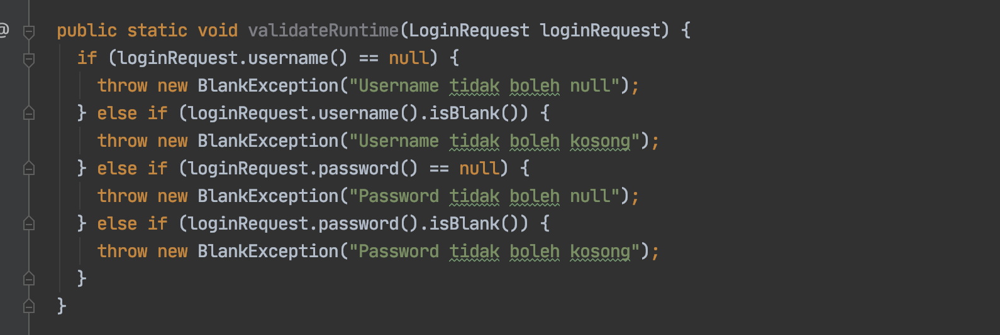 @ public static void validateRuntime(LoginRequest loginRequest) {
if (loginRequest.username() == null) {
throw new BlankException("Username tidak boleh null");
} else if (loginRequest.username().isBlank()) {
throw new BlankException("Username tidak boleh kosong");
} else if (loginRequest.password() == null) {
throw new BlankException("Password tidak boleh null");
} else if (loginRequest.password().isBlank()) {
throw new BlankException("Password tidak boleh kosong");
}
}